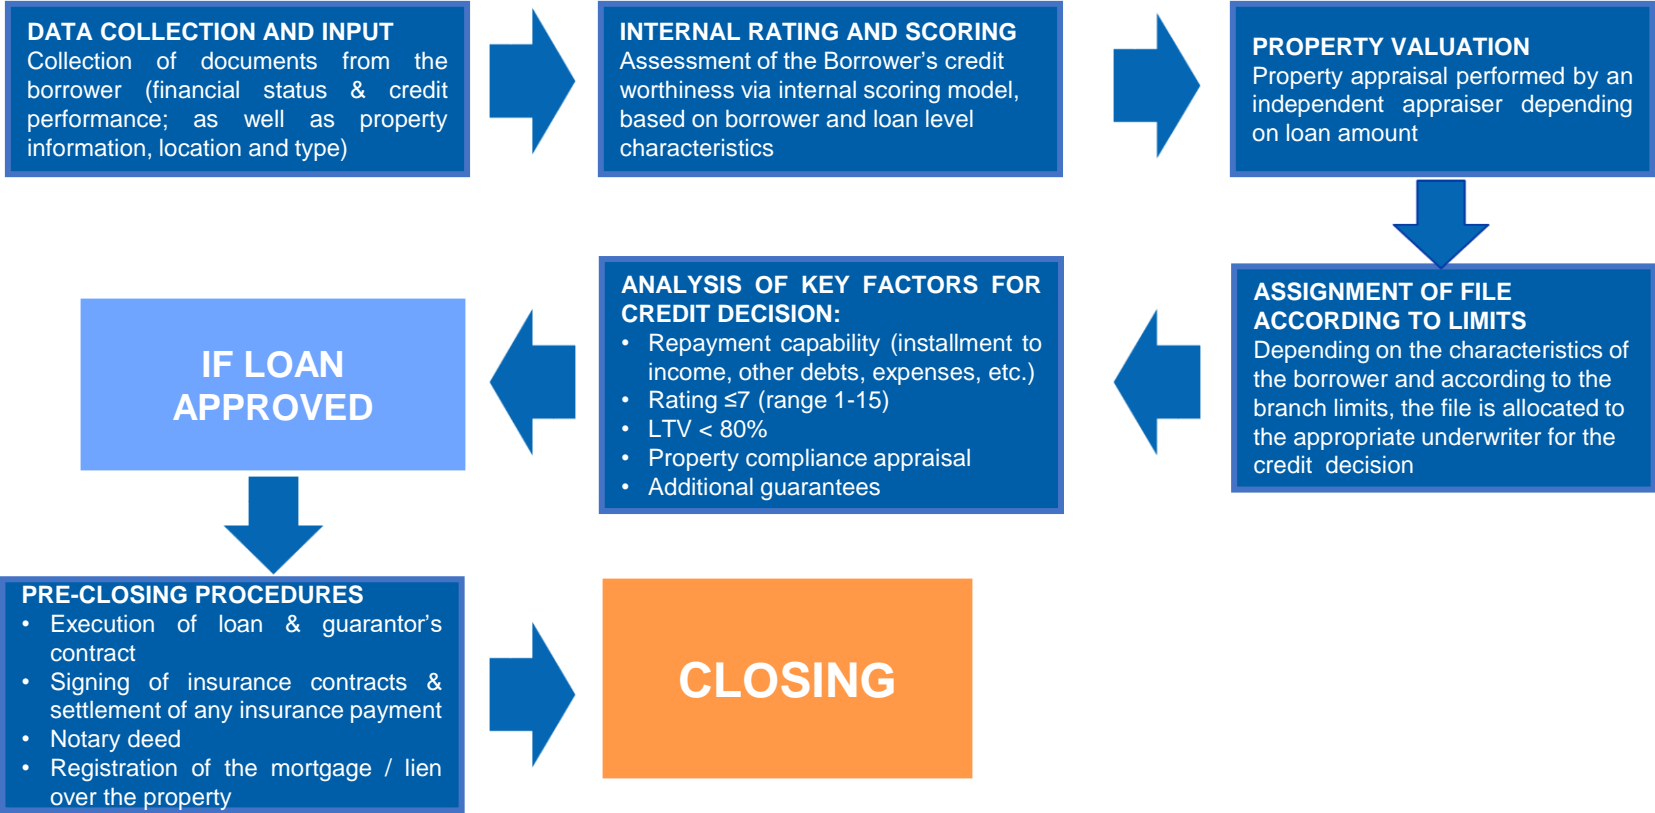 DATA COLLECTION AND INPUT
Collection of documents from the
borrower (financial status & credit
performance; as well as property
information, location and type)
INTERNAL RATING AND SCORING
Assessment of the Borrower’s credit
worthiness via internal scoring model,
based on borrower and loan level
characteristics
PROPERTY VALUATION
Property appraisal performed by an
independent appraiser depending
on loan amount
ASSIGNMENT OF FILE
ACCORDING TO LIMITS
Depending on the characteristics of
the borrower and according to the
branch limits, the file is allocated to
the appropriate underwriter for the
credit decision
ANALYSIS OF KEY FACTORS FOR
CREDIT DECISION:
• Repayment capability (installment to
income, other debts, expenses, etc.)
• Rating ≤7 (range 1-15)
• LTV < 80%
• Property compliance appraisal
• Additional guarantees
IF LOAN
APPROVED
PRE-CLOSING PROCEDURES
• Execution of loan & guarantor’s
contract
• Signing of insurance contracts &
settlement of any insurance payment
• Notary deed
• Registration of the mortgage / lien
over the property
CLOSING